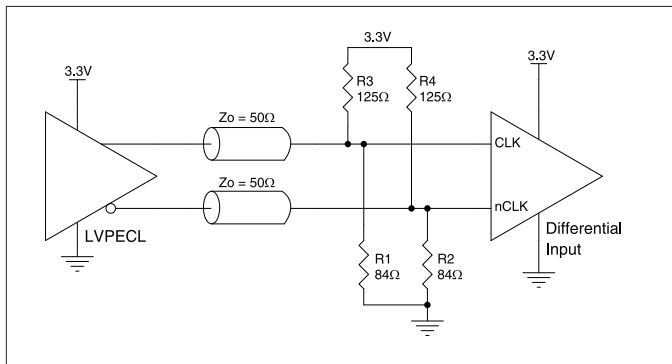 3.3V
3.3V
3.3V
R3
125Ω
R4
125Ω
Zo = 50Ω
CLK
Zo = 50Ω
nCLK
LVPECL
Differential
Input
R1
84Ω
R2
84Ω